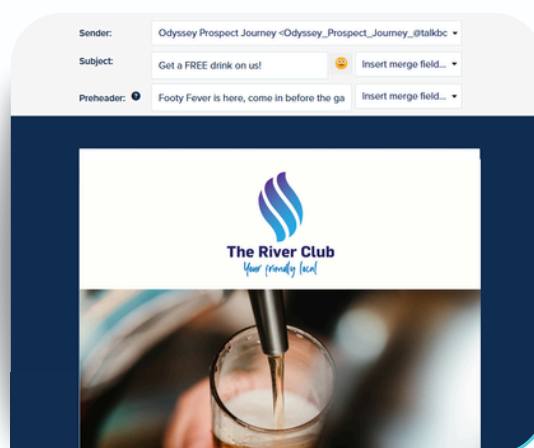 Sender: Odyssey Prospect Journey <Odyssey_Prospect_Journey_@talkbc
Subject: Get a FREE drink on us! Insert merge field...
Preheader: ? Footy Fever is here, come in before the ga Insert merge field...
The River Club
Your friendly local